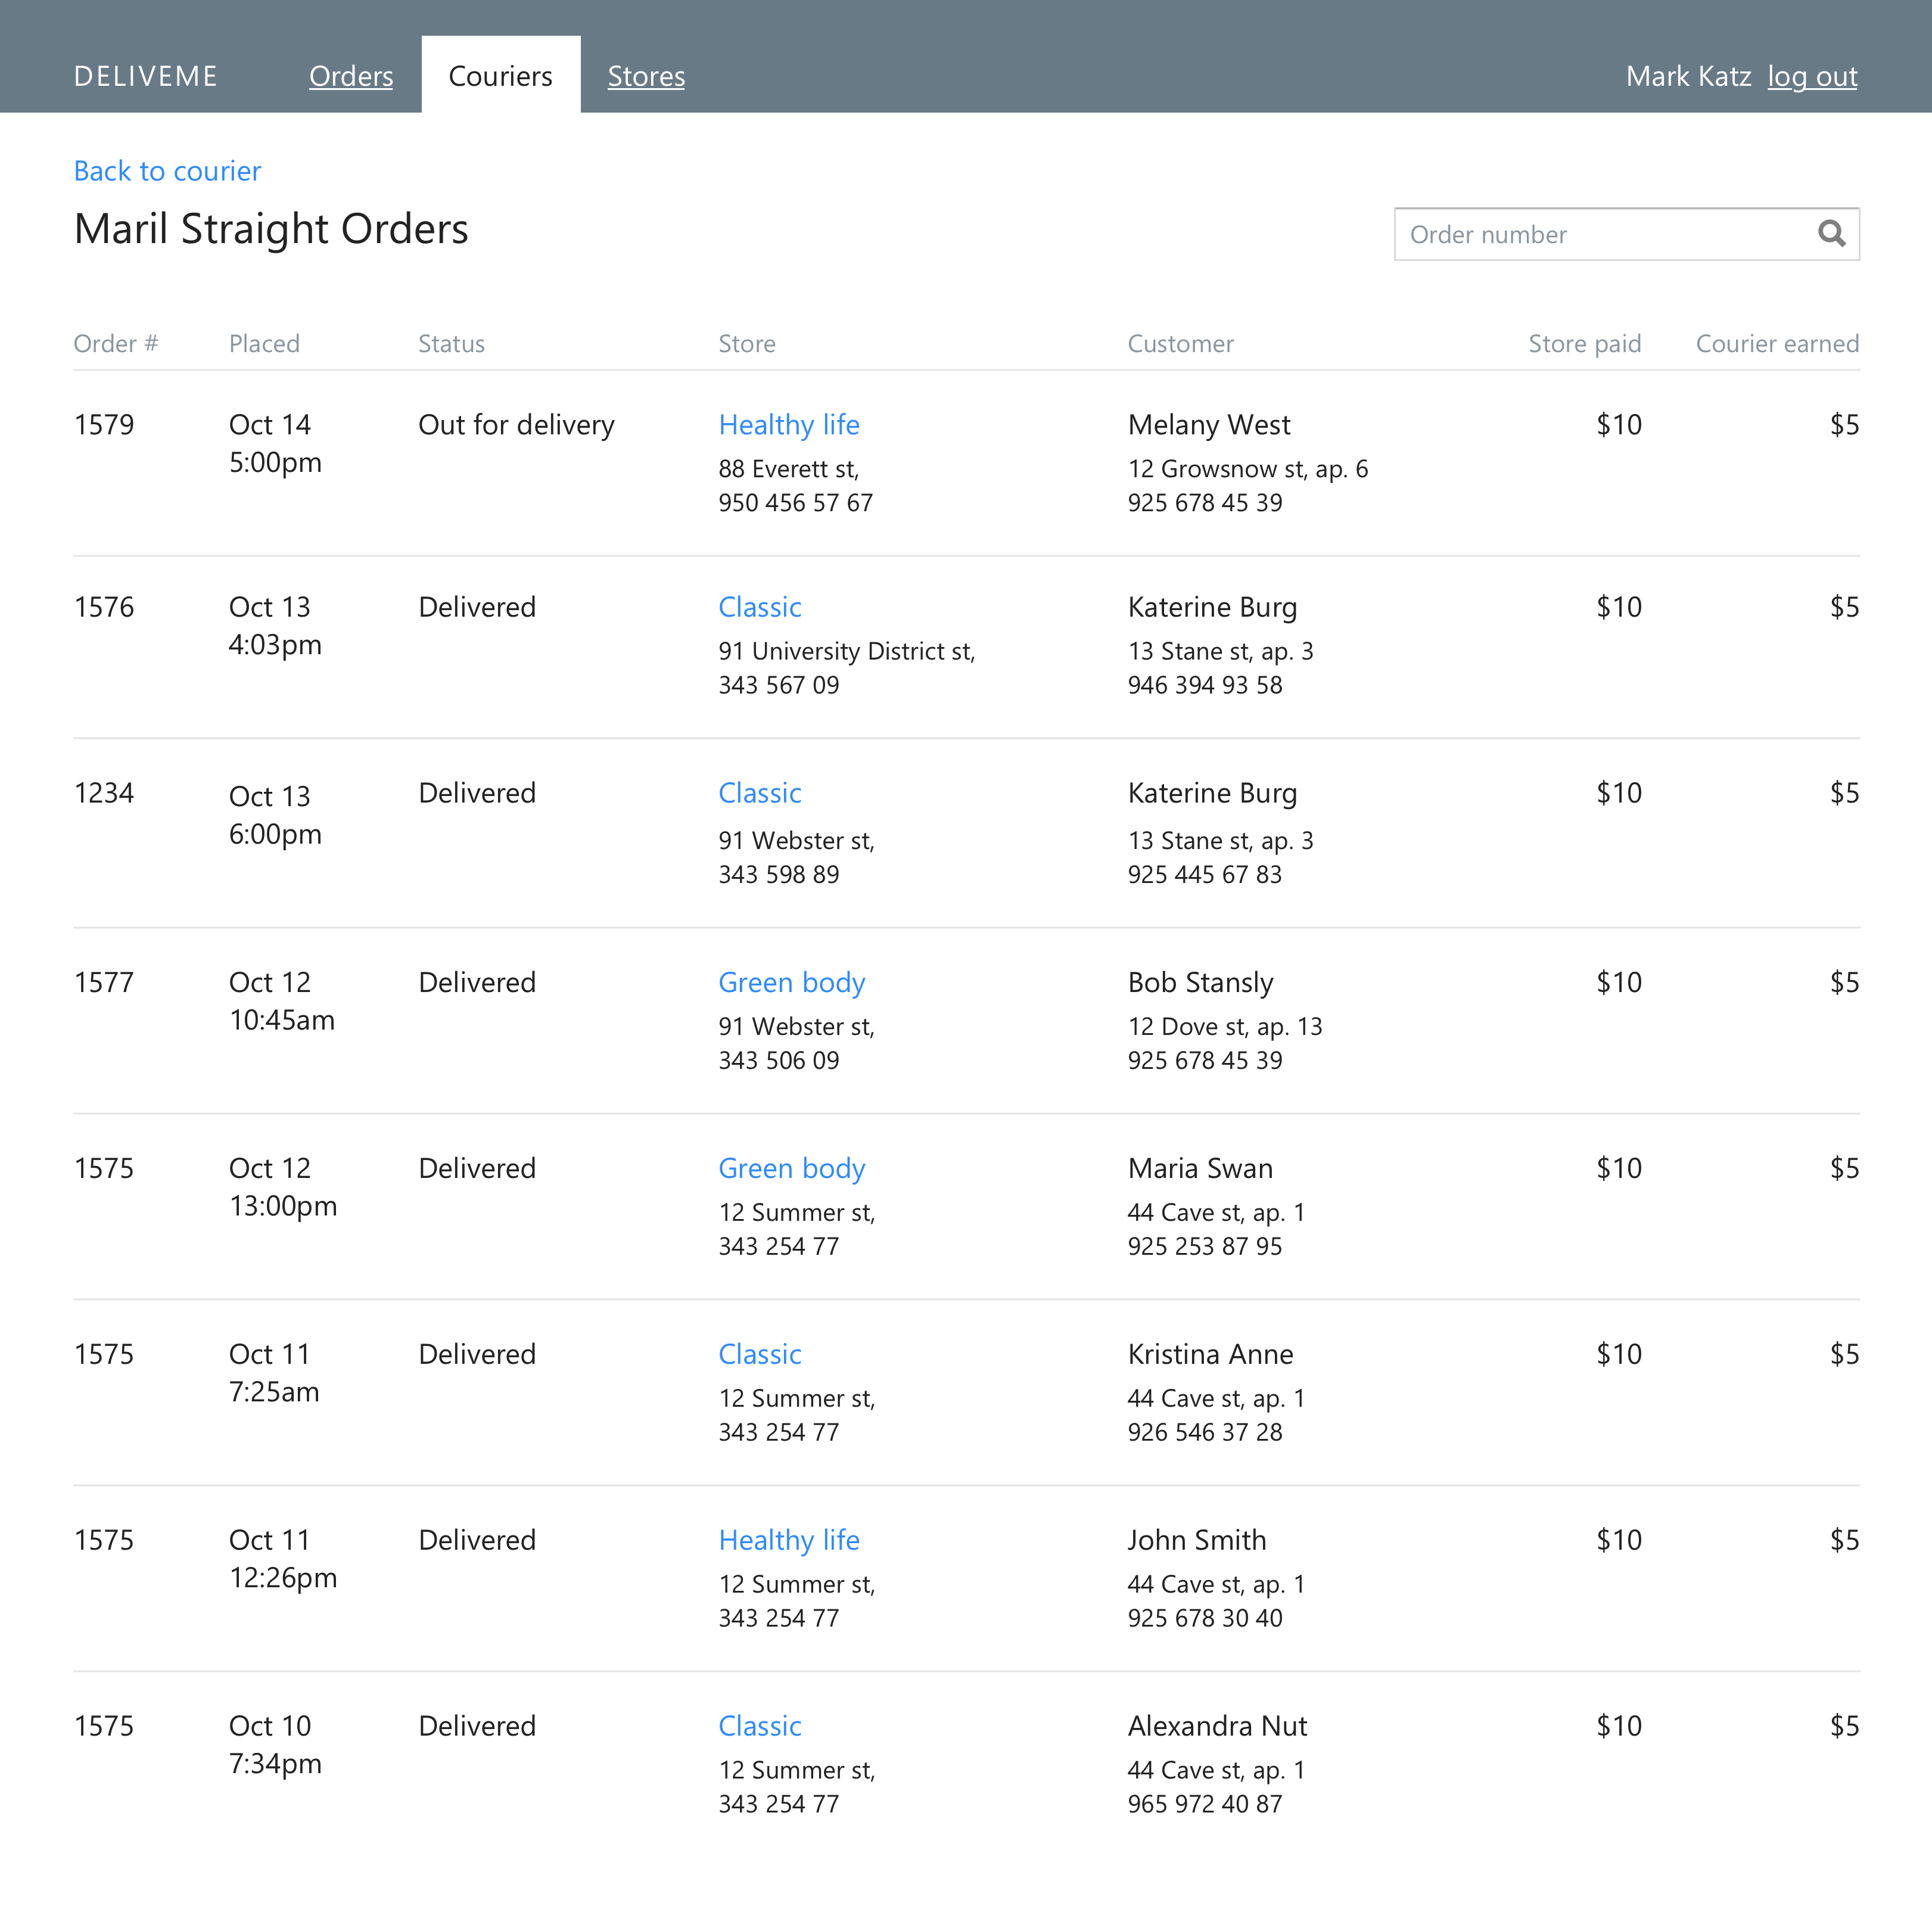 DELIVEME Orders Couriers Stores Mark Katz log out
Back to courier
Maril Straight Orders
Order number
Order # Placed Status Store Customer Store paid Courier earned
1579 Oct 14 Out for delivery Healthy life Melany West $10 $5
5:00pm
88 Everett st, 12 Growsnow st, ap. 6
950 456 57 67 925 678 45 39
1576 Oct 13 Delivered Classic Katerine Burg $10 $5
4:03pm
91 University District st, 13 Stane st, ap. 3
343 567 09 946 394 93 58
1234 Oct 13 Delivered Classic Katerine Burg $10 $5
6:00pm
91 Webster st, 13 Stane st, ap. 3
343 598 89 925 445 67 83
1577 Oct 12 Delivered Green body Bob Stansly $10 $5
10:45am
91 Webster st, 12 Dove st, ap. 13
343 506 09 925 678 45 39
1575 Oct 12 Delivered Green body Maria Swan $10 $5
13:00pm
12 Summer st, 44 Cave st, ap. 1
343 254 77 925 253 87 95
1575 Oct 11 Delivered Classic Kristina Anne $10 $5
7:25am
12 Summer st, 44 Cave st, ap. 1
343 254 77 926 546 37 28
1575 Oct 11 Delivered Healthy life John Smith $10 $5
12:26pm
12 Summer st, 44 Cave st, ap. 1
343 254 77 925 678 30 40
1575 Oct 10 Delivered Classic Alexandra Nut $10 $5
7:34pm
12 Summer st, 44 Cave st, ap. 1
343 254 77 965 972 40 87